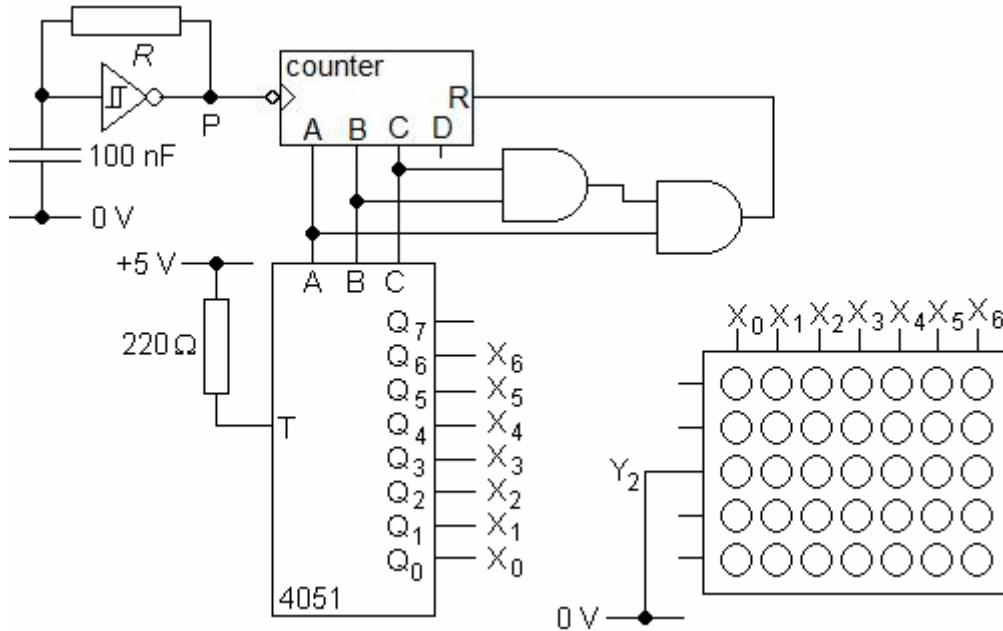 R
counter
R
P
A B C D
100 nF
0 V
+5 V
A B C
220 Ω
T
Q7
Q6 X6
Q5 X5
Q4 X4
Q3 X3
Q2 X2
Q1 X1
Q0 X0
4051
X0 X1 X2 X3 X4 X5 X6
Y2
0 V